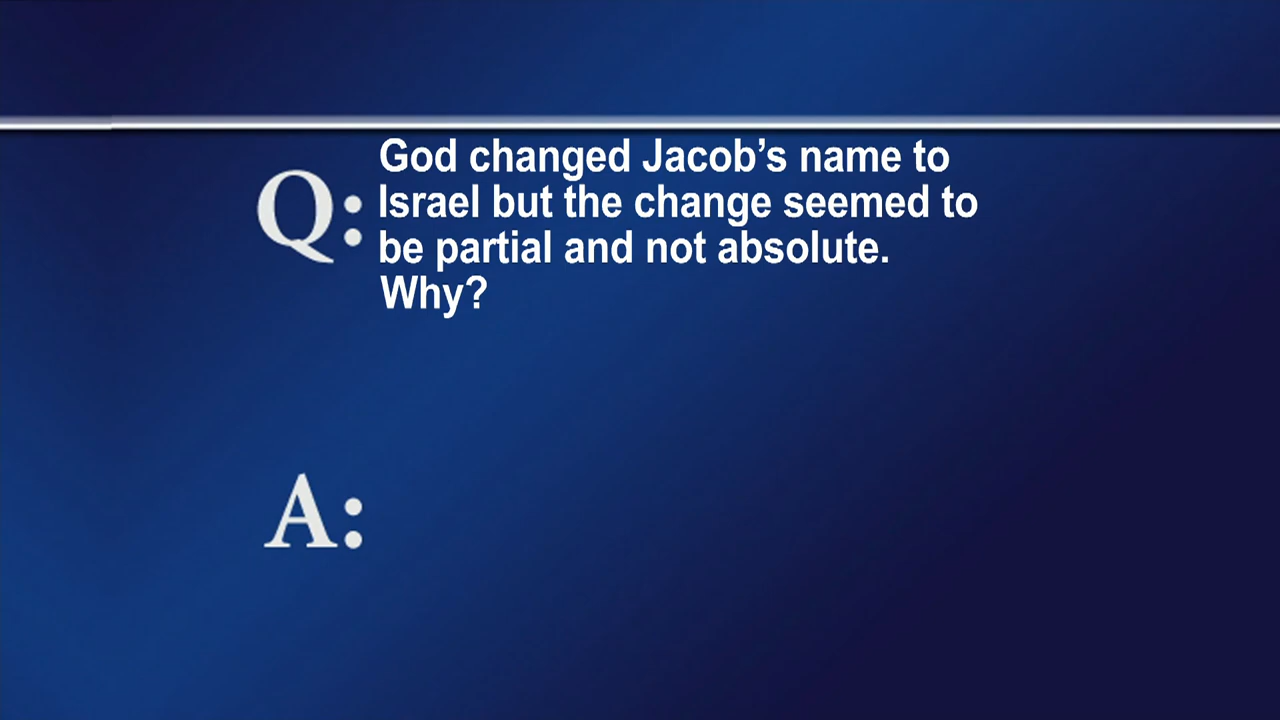 Q: God changed Jacob’s name to
Israel but the change seemed to
be partial and not absolute.
Why?
A: